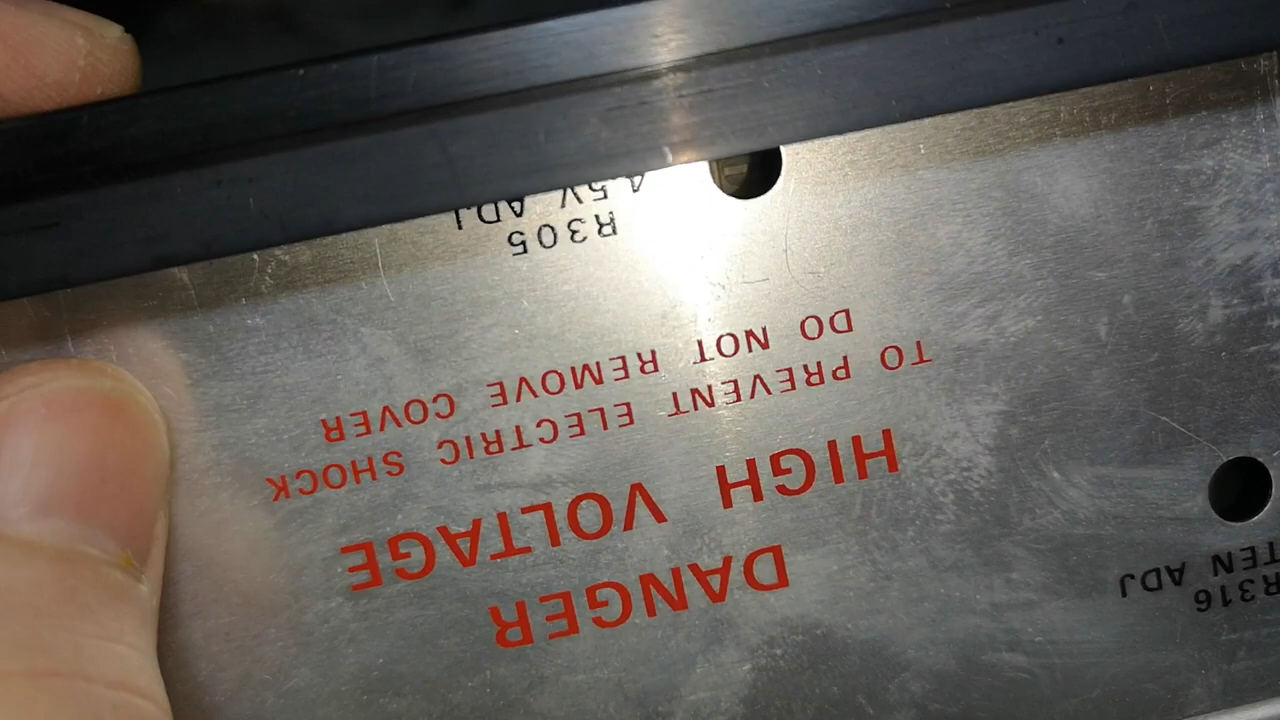 DANGER
HIGH VOLTAGE
TO PREVENT ELECTRIC SHOCK
DO NOT REMOVE COVER
R316
TEN ADJ
R305
4.5V ADJ